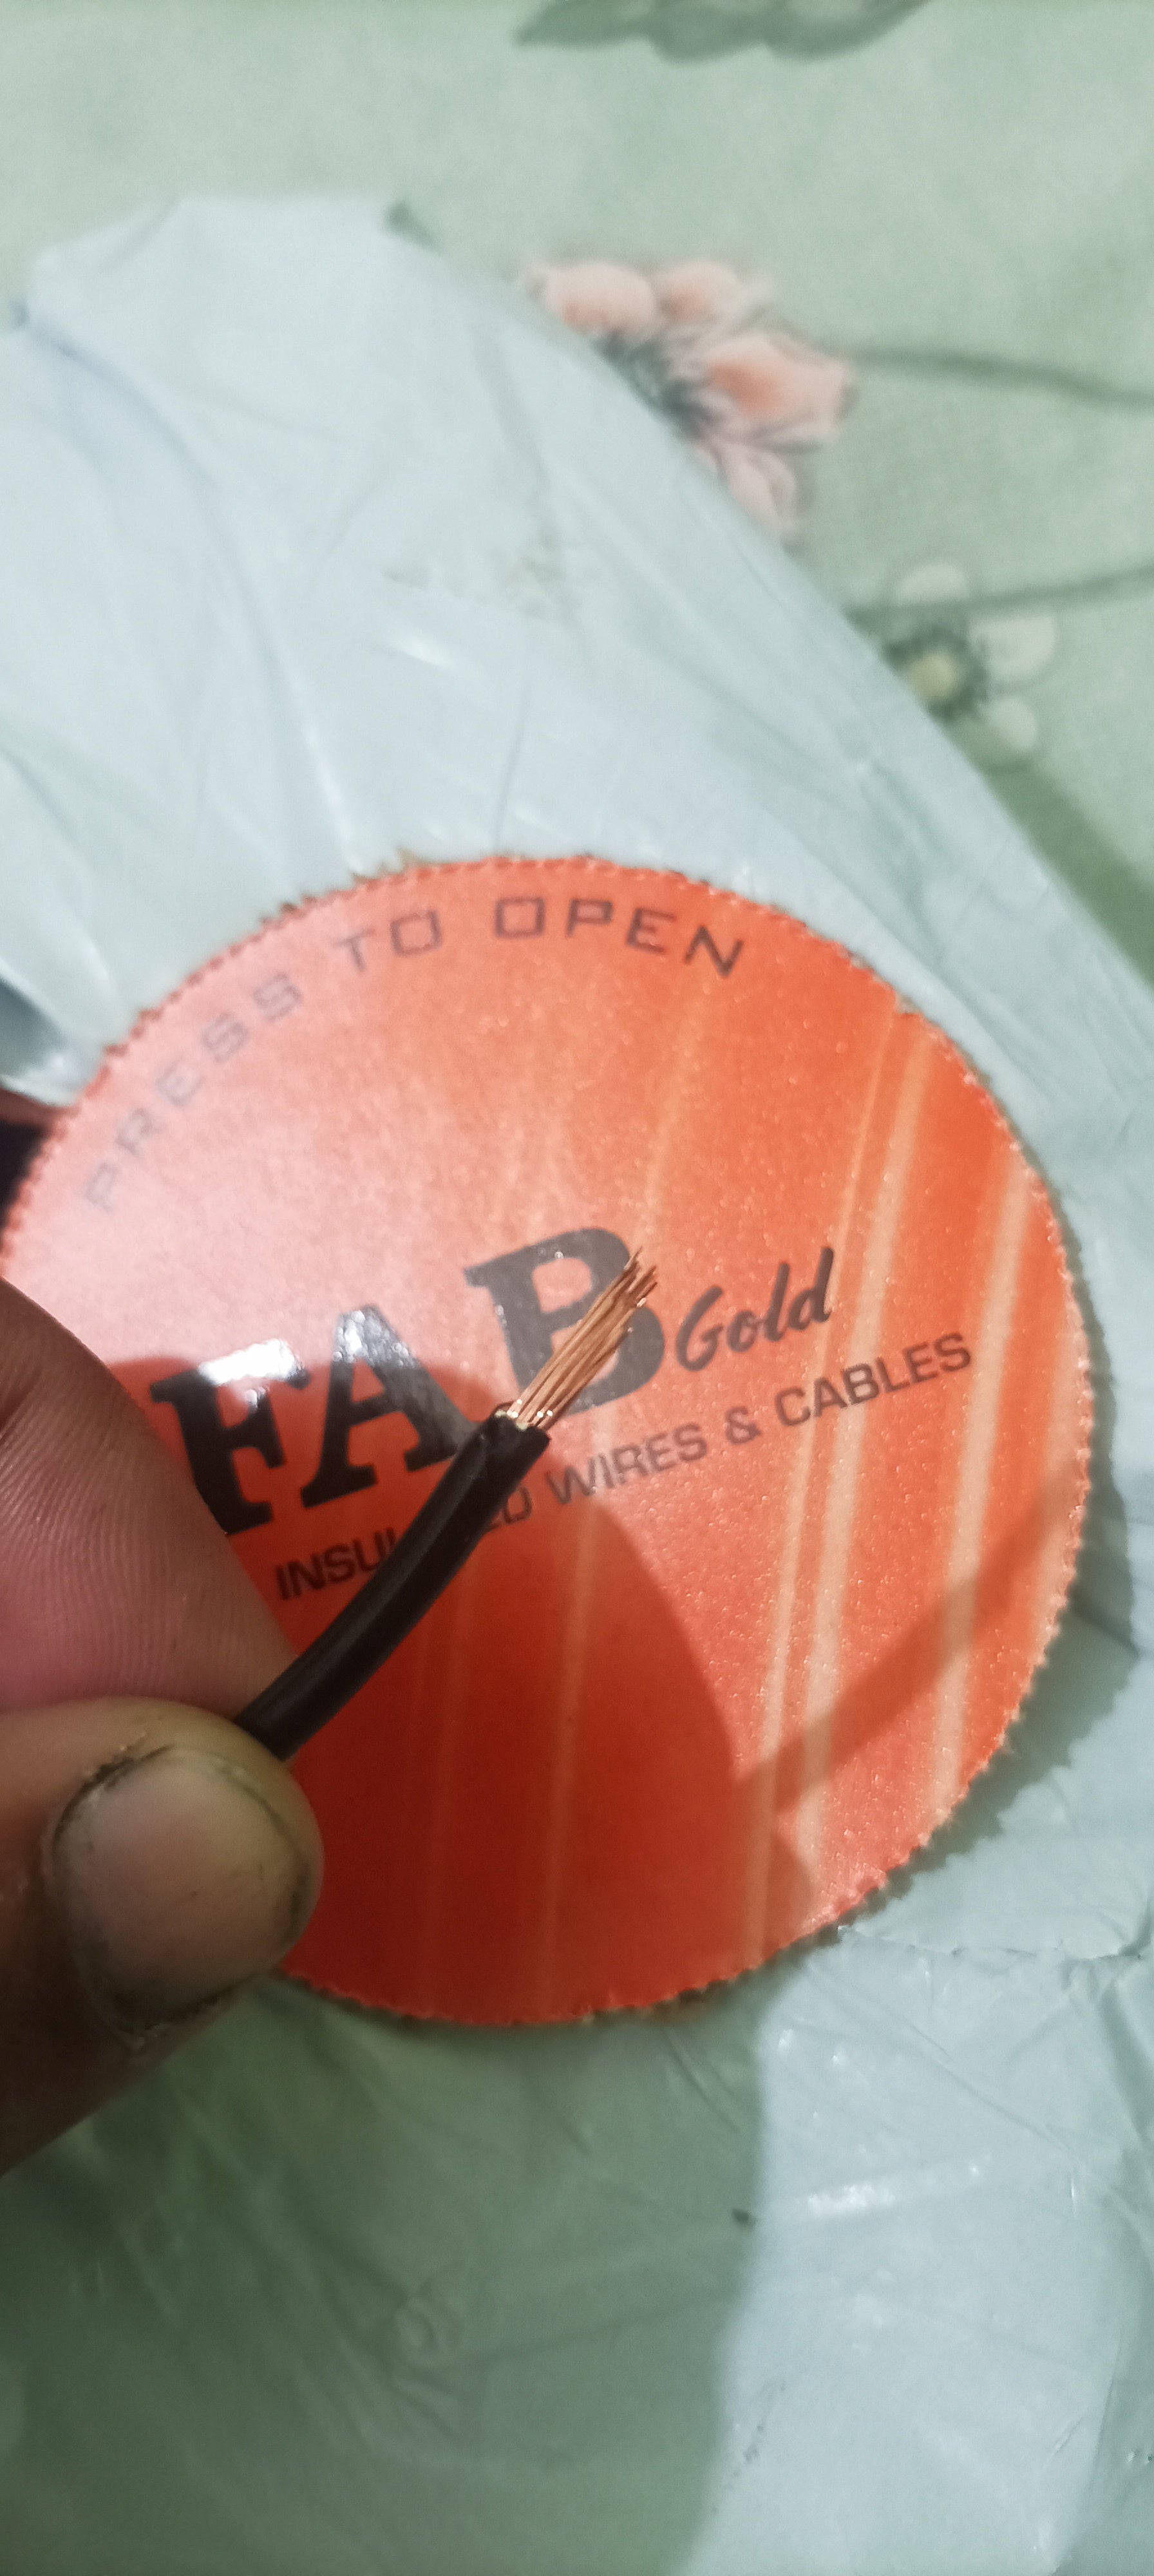 PRESS TO OPEN
FAB Gold
WIRES & CABLES